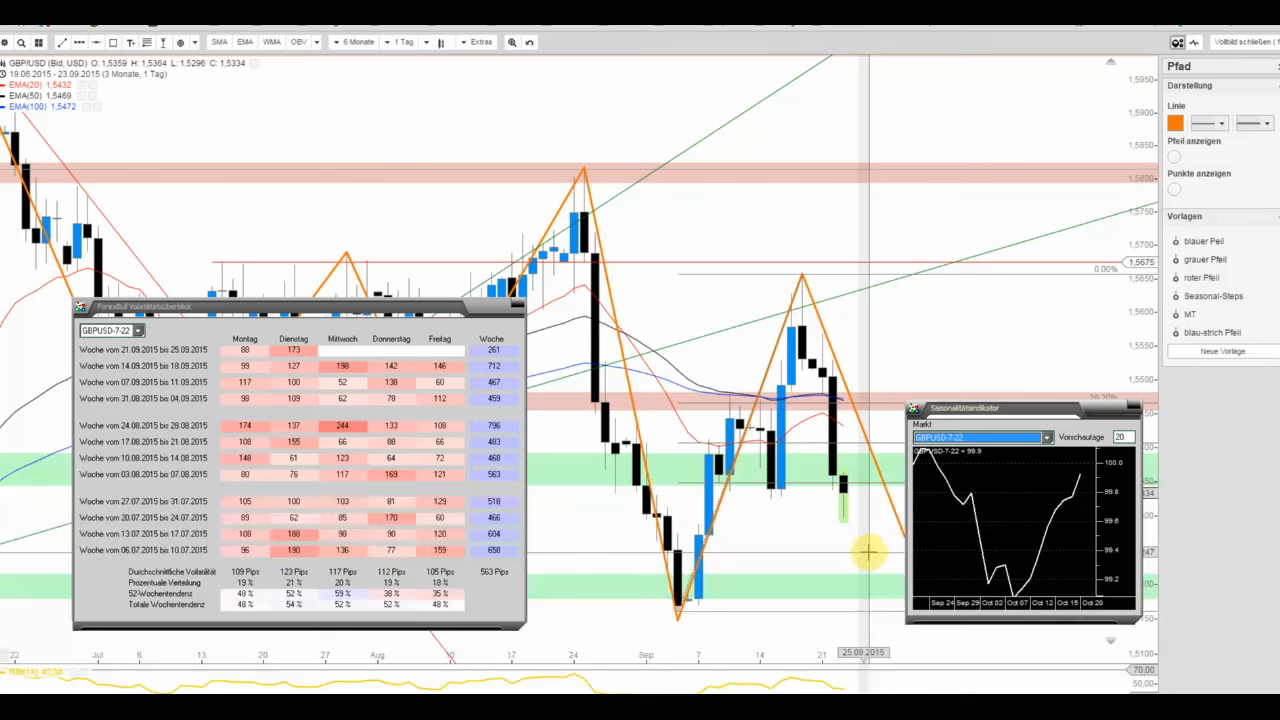 SMA EMA WMA OBV 6 Monate 1 Tag Extras Vollbild schließen (
GBP/USD (Bid, USD) O: 1,5359 H: 1,5364 L: 1,5296 C: 1,5334
19.06.2015 - 23.09.2015 (3 Monate, 1 Tag)
EMA(20) 1,5432
EMA(50) 1,5469
EMA(100) 1,5472
Pfad
Darstellung
Linie
Pfeil anzeigen
Punkte anzeigen
Vorlagen
blauer Peil
grauer Pfeil
roter Pfeil
Seasonal-Steps
MT
blau-strich Pfeil
Neue Vorlage...
1,5950
1,5900
1,5850
1,5800
1,5750
1,5700
1,5675
0.00%
1,5600
1,5550
1,5500
38.20%
ForexBull Volatilitätsüberblick
GBPUSD-7-22
Montag Dienstag Mittwoch Donnerstag Freitag Woche
Woche vom 21.09.2015 bis 25.09.2015 88 173 261
Woche vom 14.09.2015 bis 18.09.2015 99 127 198 142 146 712
Woche vom 07.09.2015 bis 11.09.2015 117 100 52 138 60 467
Woche vom 31.08.2015 bis 04.09.2015 98 109 62 78 112 459
Woche vom 24.08.2015 bis 28.08.2015 174 137 244 133 108 796
Woche vom 17.08.2015 bis 21.08.2015 108 155 66 88 66 483
Woche vom 10.08.2015 bis 14.08.2015 148 61 123 64 72 468
Woche vom 03.08.2015 bis 07.08.2015 80 76 117 169 121 563
Woche vom 27.07.2015 bis 31.07.2015 105 100 103 81 129 518
Woche vom 20.07.2015 bis 24.07.2015 89 62 85 170 60 466
Woche vom 13.07.2015 bis 17.07.2015 108 188 98 90 120 604
Woche vom 06.07.2015 bis 10.07.2015 96 190 136 77 159 658
Durchschnittliche Volatilität 109 Pips 123 Pips 117 Pips 112 Pips 105 Pips 563 Pips
Prozentuale Verteilung 19 % 21 % 20 % 19 % 18 %
52-Wochentendenz 48 % 52 % 59 % 38 % 35 %
Totale Wochentendenz 48 % 54 % 52 % 52 % 48 %
Saisonalitätsindikator
Markt
GBPUSD-7-22 Vorschautage 20
GBPUSD-7-22 = 99.9
100.0
99.8
99.6
99.4
99.2
Sep 24 Sep 29 Oct 02 Oct 07 Oct 12 Oct 15 Oct 20
22 Jul 6 13 20 27 Aug 10 17 24 Sep 7 14 21 25.09.2015
1,5100
RSI(14) 42,36
70,00
50,00